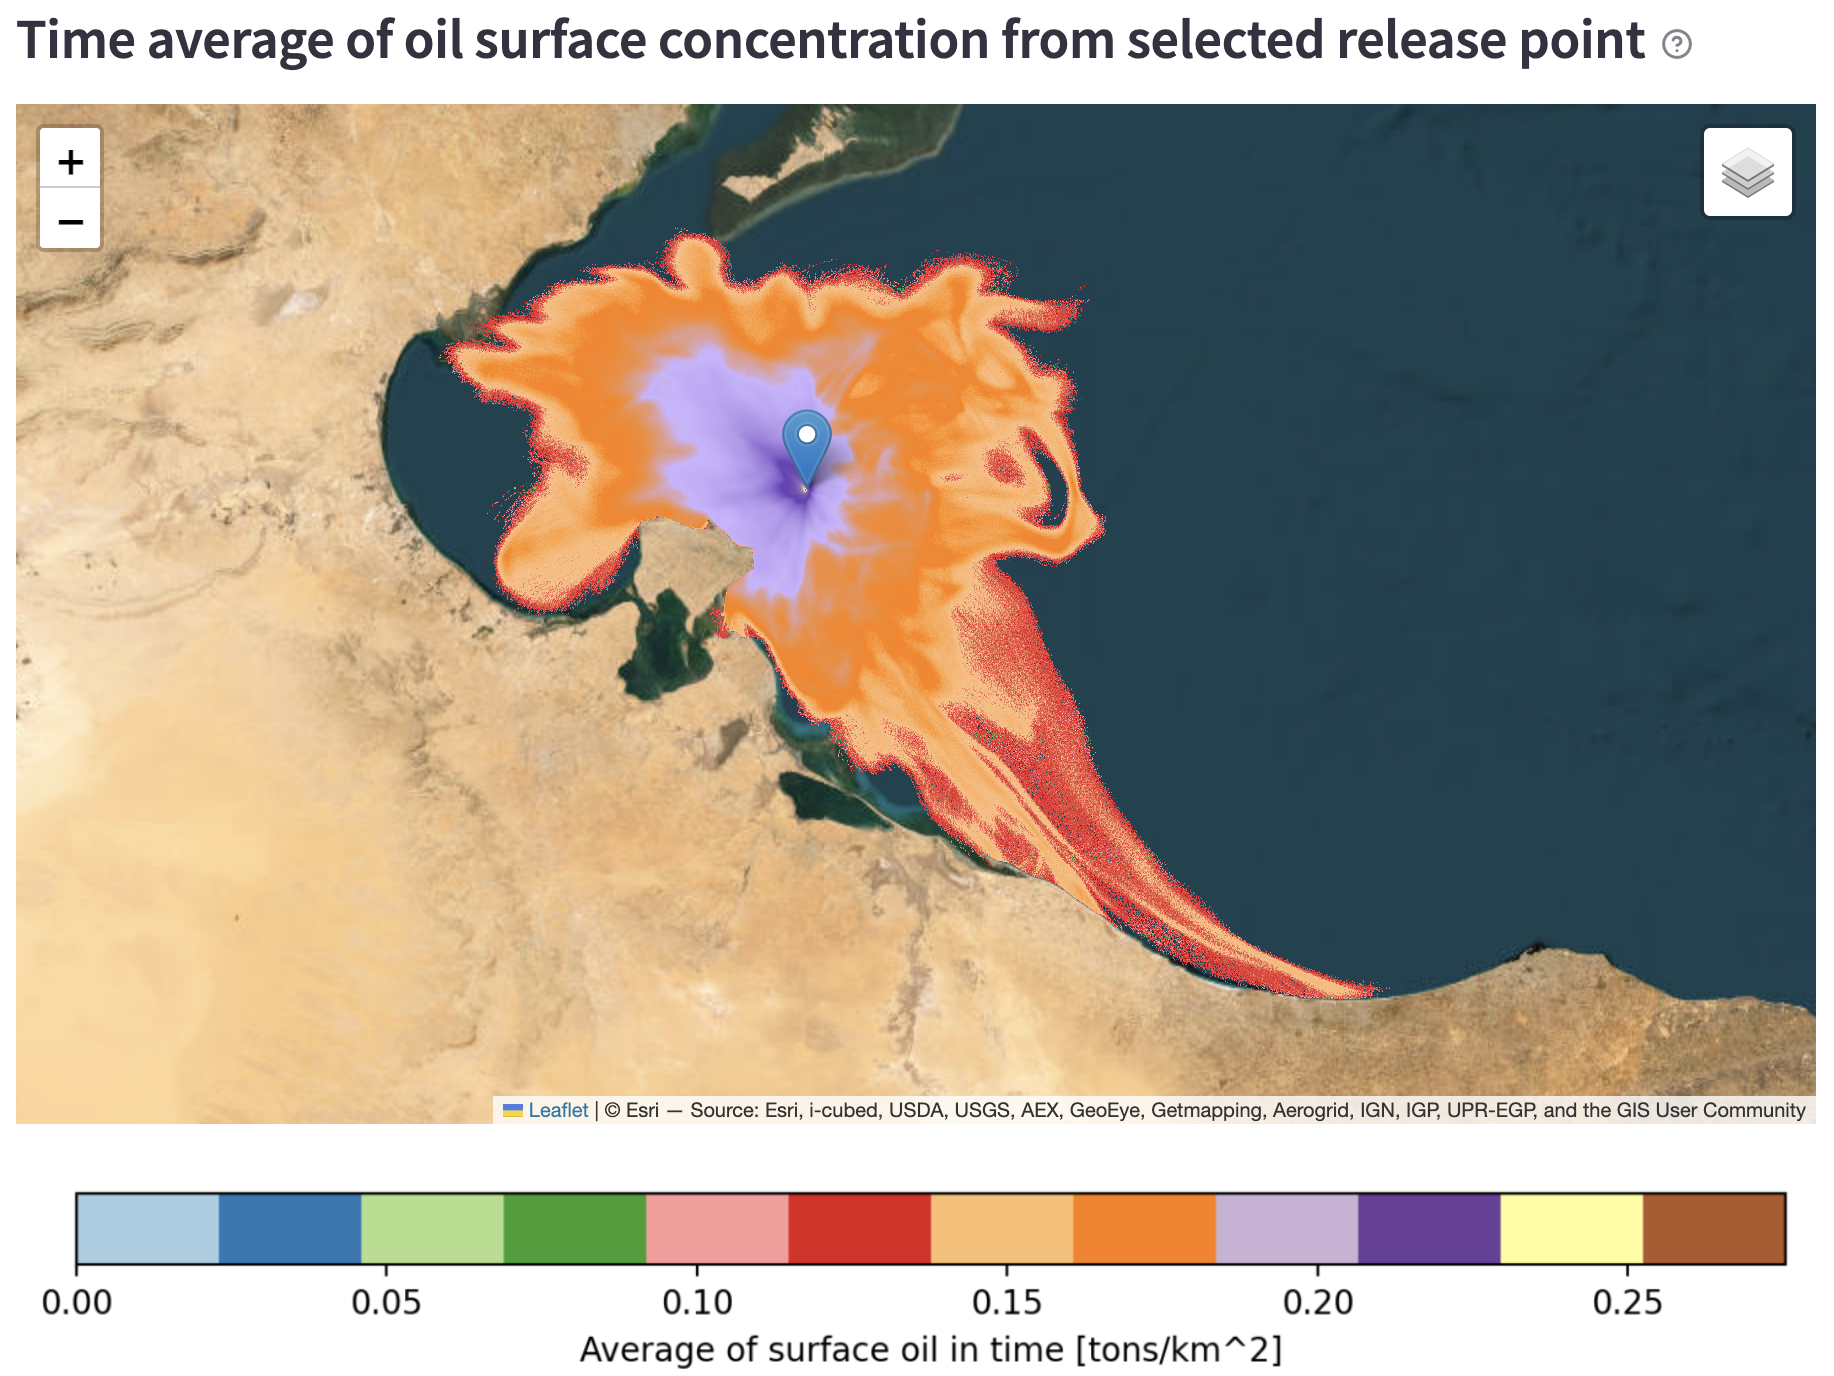 Time average of oil surface concentration from selected release point ?
+
−
Leaflet | © Esri — Source: Esri, i-cubed, USDA, USGS, AEX, GeoEye, Getmapping, Aerogrid, IGN, IGP, UPR-EGP, and the GIS User Community
0.00 0.05 0.10 0.15 0.20 0.25
Average of surface oil in time [tons/km^2]